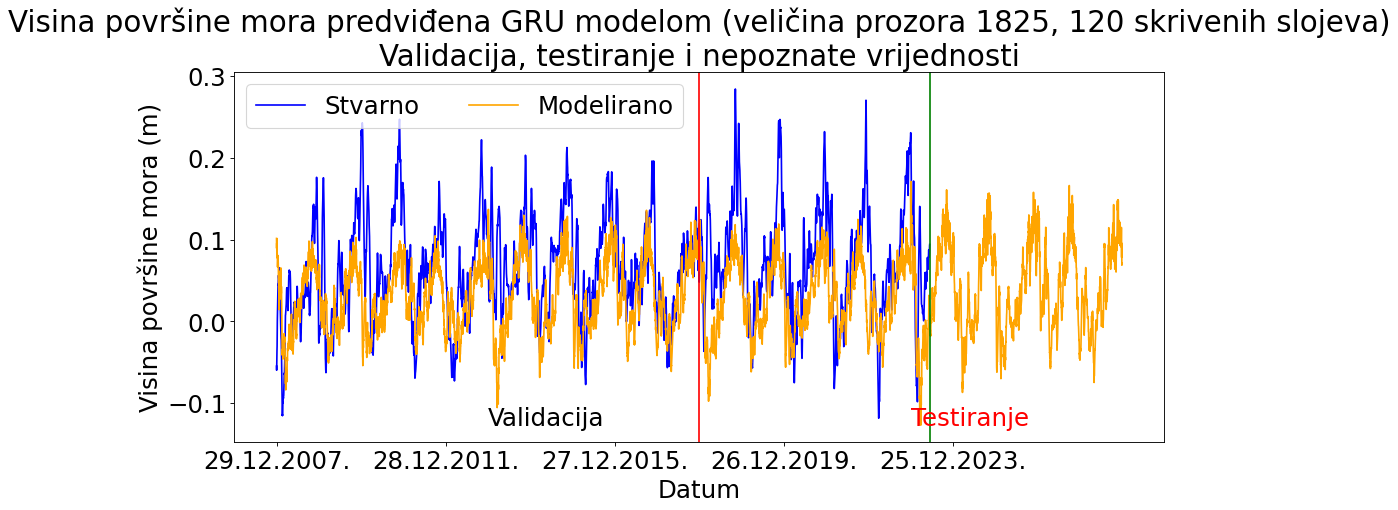 Visina površine mora predviđena GRU modelom (veličina prozora 1825, 120 skrivenih slojeva)
Validacija, testiranje i nepoznate vrijednosti
Stvarno
Modelirano
Visina površine mora (m)
0.3
0.2
0.1
0.0
−0.1
Validacija
Testiranje
29.12.2007.
28.12.2011.
27.12.2015.
26.12.2019.
25.12.2023.
Datum